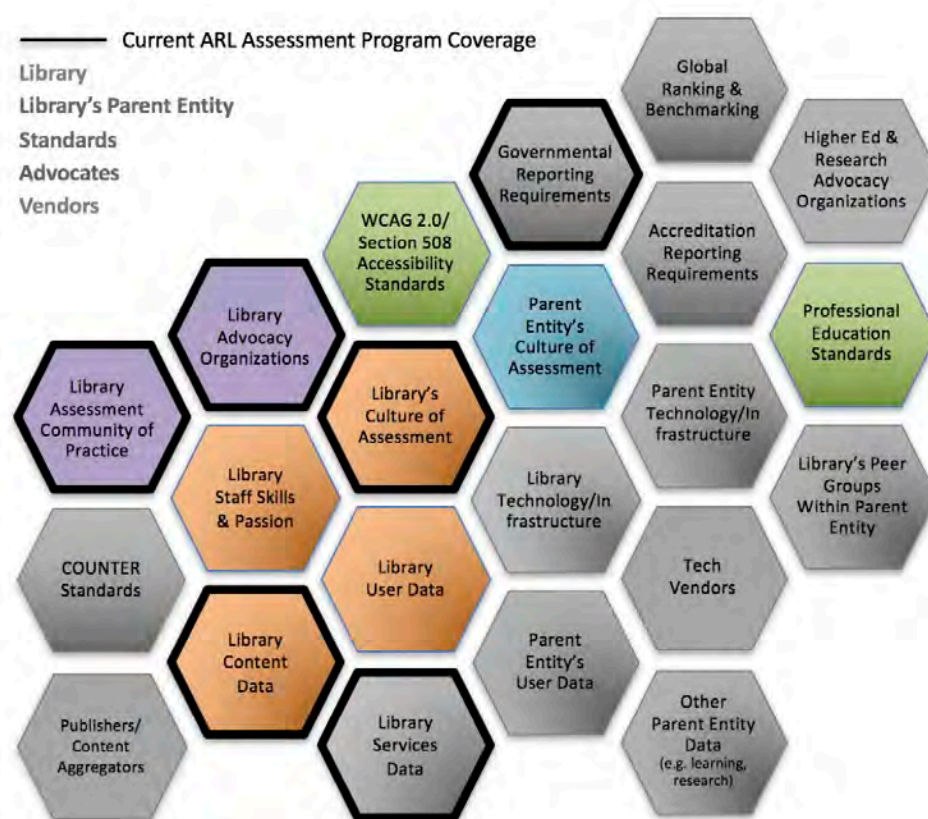 Current ARL Assessment Program Coverage
Library
Library's Parent Entity
Standards
Advocates
Vendors
Global
Ranking &
Benchmarking
Governmental
Reporting
Requirements
Higher Ed &
Research
Advocacy
Organizations
WCAG 2.0/
Section 508
Accessibility
Standards
Accreditation
Reporting
Requirements
Library
Advocacy
Organizations
Parent
Entity's
Culture of
Assessment
Professional
Education
Standards
Library
Assessment
Community of
Practice
Library's
Culture of
Assessment
Parent Entity
Technology/In
frastructure
Library
Staff Skills
& Passion
Library
Technology/In
frastructure
Library's Peer
Groups
Within Parent
Entity
COUNTER
Standards
Library
User Data
Tech
Vendors
Library
Content
Data
Parent
Entity's
User Data
Publishers/
Content
Aggregators
Library
Services
Data
Other
Parent Entity
Data
(e.g. learning,
research)